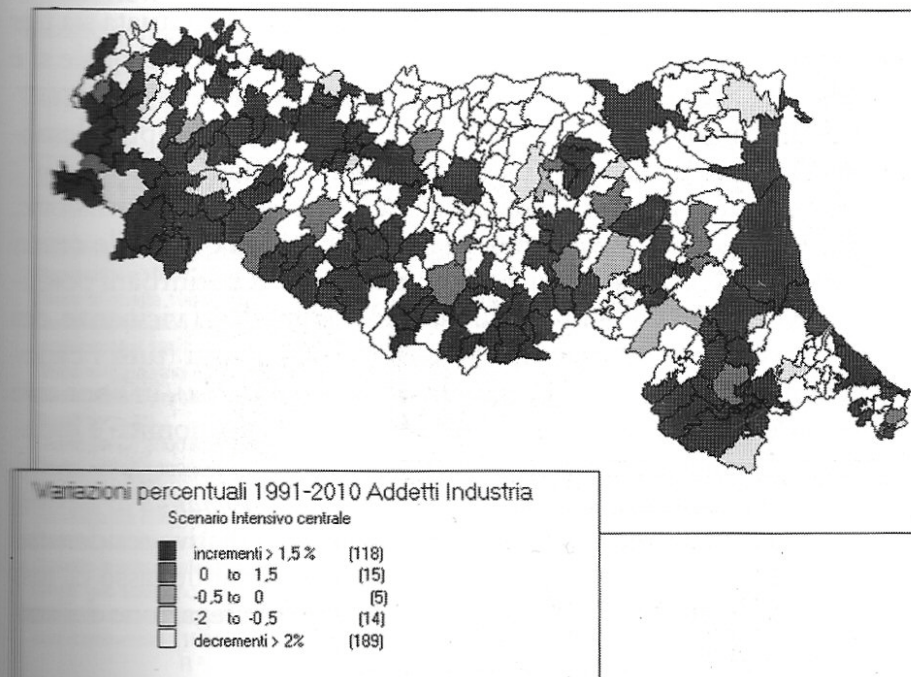 Variazioni percentuali 1991-2010 Addetti Industria
Scenario Intensivo centrale
incrementi > 1,5 % (118)
0 to 1,5 (15)
-0,5 to 0 (5)
-2 to -0,5 (14)
decrementi > 2% (189)